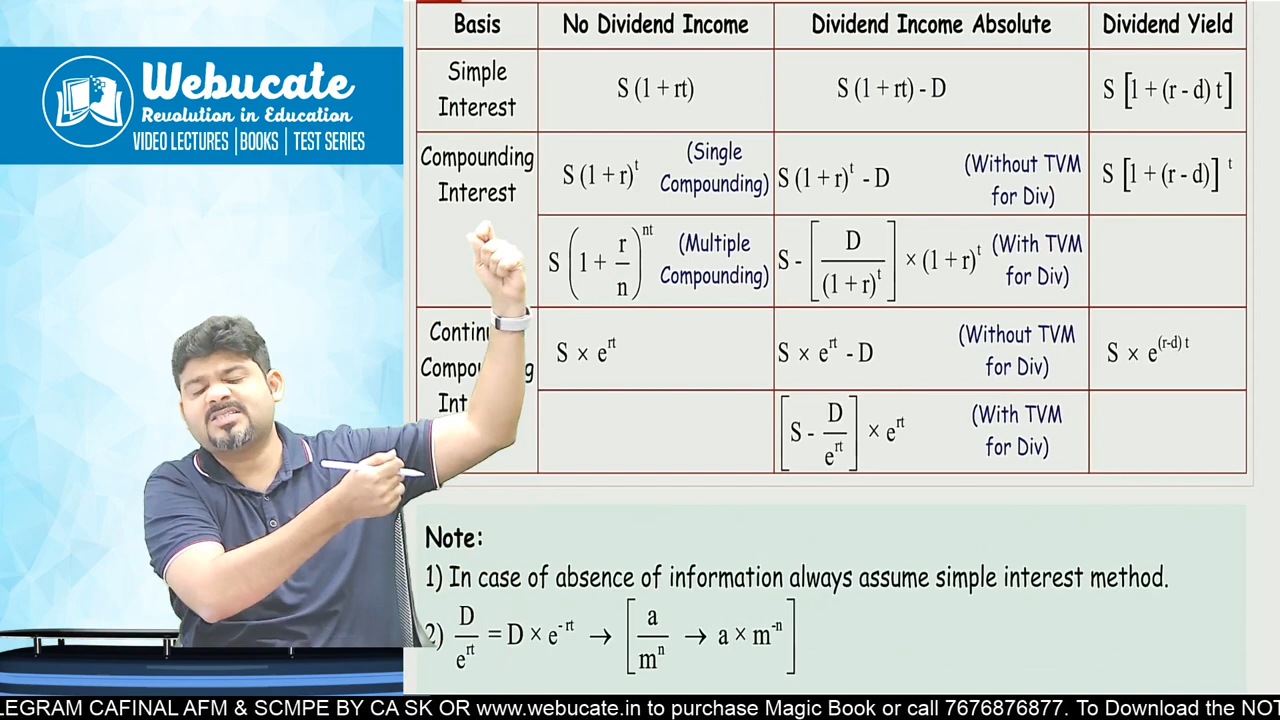 Webucate
Revolution in Education
VIDEO LECTURES | BOOKS | TEST SERIES
Basis No Dividend Income Dividend Income Absolute Dividend Yield
Simple Interest S (1 + rt) S (1 + rt) - D S [1 + (r - d) t]
Compounding Interest S (1 + r)^t (Single Compounding) S (1 + r)^t - D (Without TVM for Div) S [1 + (r - d)]^t
S (1 + r/n)^nt (Multiple Compounding) S - [D/(1 + r)^t] × (1 + r)^t (With TVM for Div)
S × e^rt S × e^rt - D (Without TVM for Div) S × e^(r-d) t
[S - D/e^rt] × e^rt (With TVM for Div)
Note:
1) In case of absence of information always assume simple interest method.
2) D/e^rt = D × e^-rt → [a/m^n → a × m^-n]
CAFINAL AFM & SCMPE BY CA SK OR www.webucate.in to purchase Magic Book or call 7676876877. To Download the